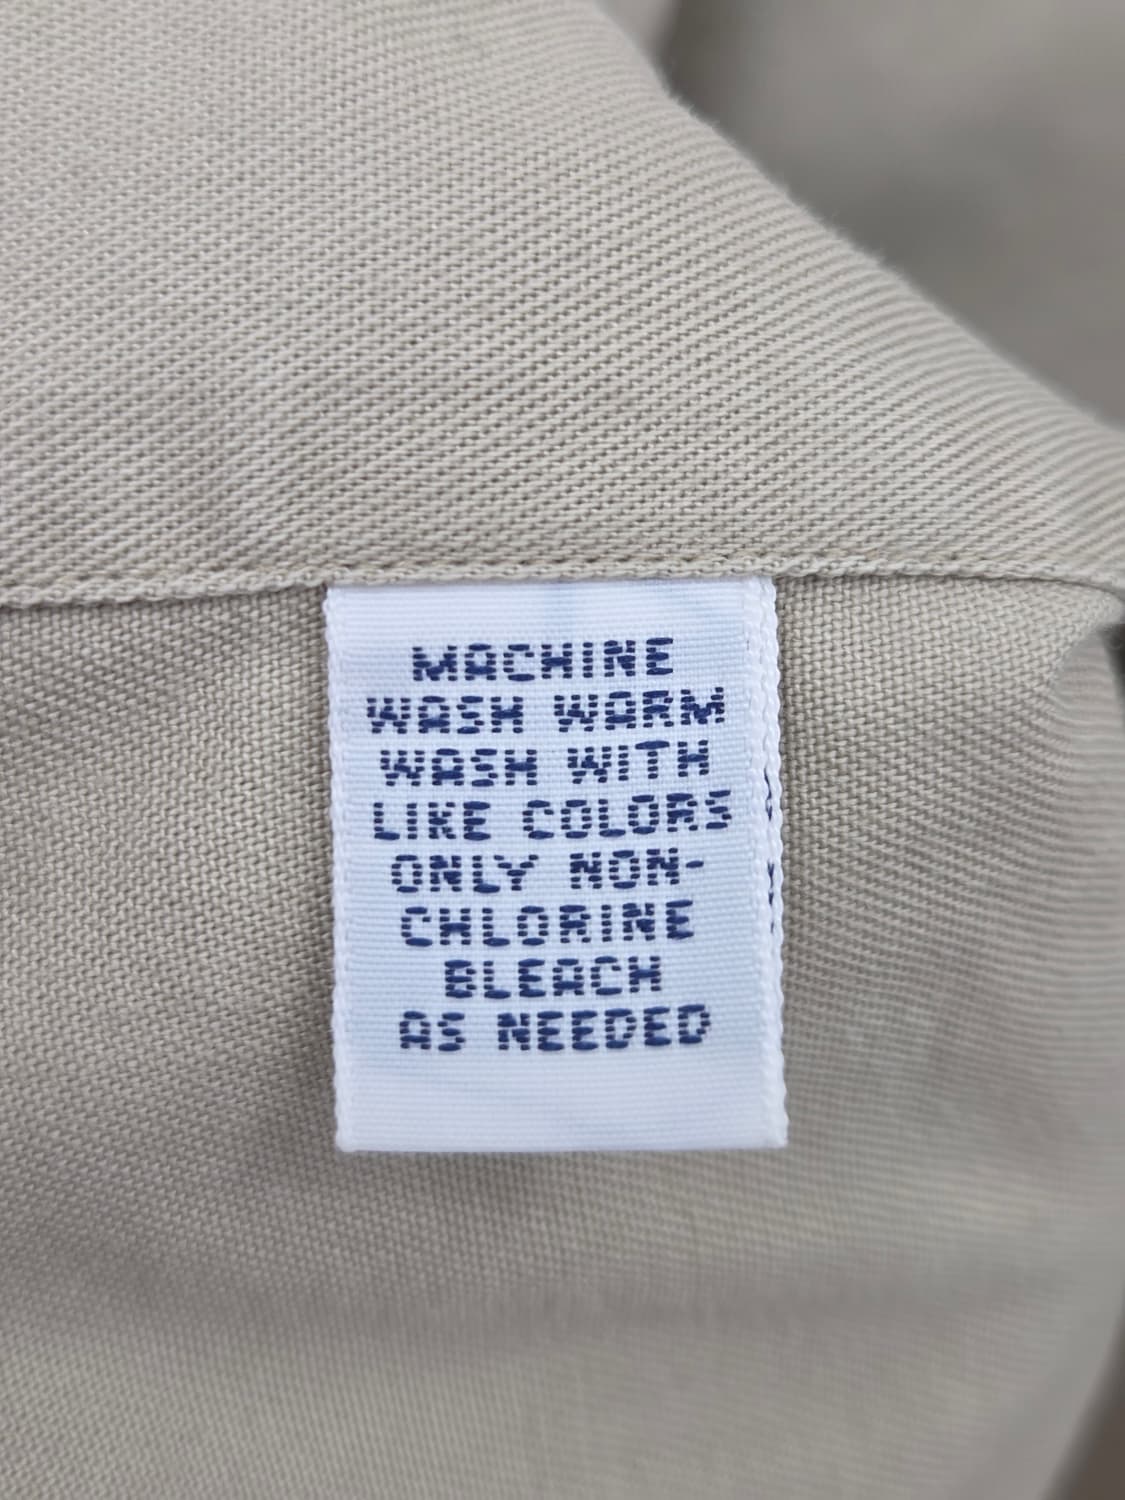 MACHINE
WASH WARM
WASH WITH
LIKE COLORS
ONLY NON-
CHLORINE
BLEACH
AS NEEDED